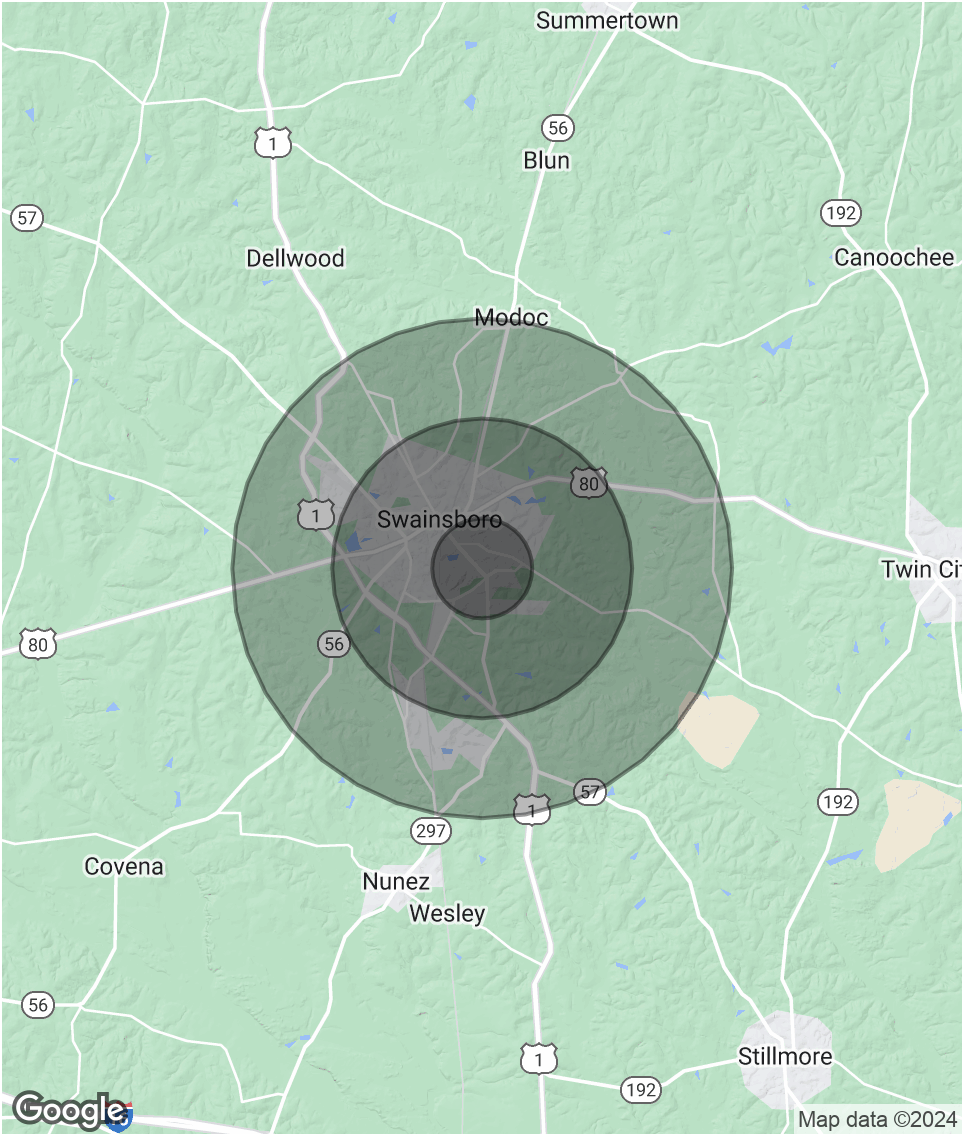 Summertown
56
1
Blun
57
192
Dellwood
Canoochee
Modoc
80
1
Swainsboro
Twin Cit
80
56
57
192
1
297
Covena
Nunez
Wesley
56
1
Stillmore
192
Google
Map data ©2024